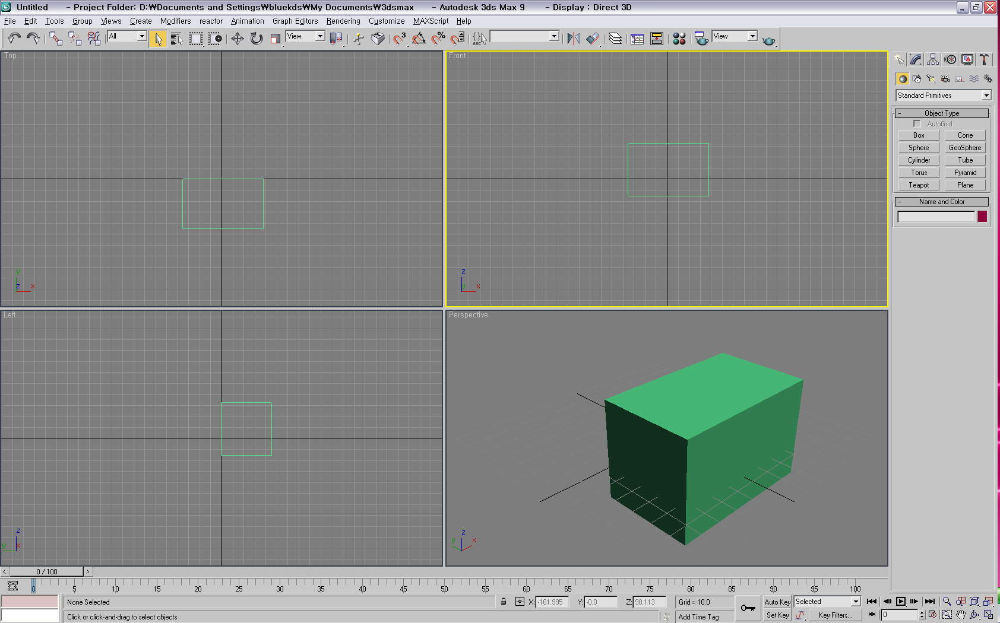 Untitled - Project Folder: D:₩Documents and Settings₩bluekds₩My Documents₩3dsmax - Autodesk 3ds Max 9 - Display : Direct 3D
File Edit Tools Group Views Create Modifiers reactor Animation Graph Editors Rendering Customize MAXScript Help
All View 3 % {} ABC View
Top Front
Standard Primitives
- Object Type
AutoGrid
Box Cone
Sphere GeoSphere
Cylinder Tube
Torus Pyramid
Teapot Plane
- Name and Color
y z x
z y x
Left Perspective
z y x
z y x
< 0 / 100 >
0 5 10 15 20 25 30 35 40 45 50 55 60 65 70 75 80 85 90 95 100
None Selected X: -161.995 Y: -0.0 Z: 98.113 Grid = 10.0 Auto Key Selected
Click or click-and-drag to select objects Add Time Tag Set Key Key Filters... 0